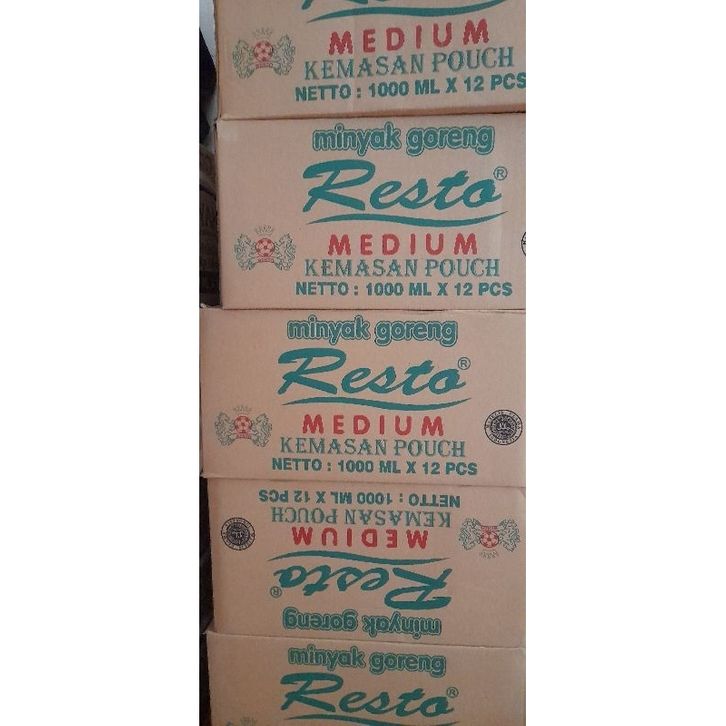 MEDIUM
KEMASAN POUCH
NETTO : 1000 ML X 12 PCS
minyak goreng
Resto®
MEDIUM
KEMASAN POUCH
NETTO : 1000 ML X 12 PCS
minyak goreng
Resto®
MEDIUM
KEMASAN POUCH
NETTO : 1000 ML X 12 PCS
NETTO : 1000 ML X 12 PCS
KEMASAN POUCH
MEDIUM
Resto®
minyak goreng
minyak goreng
Resto®